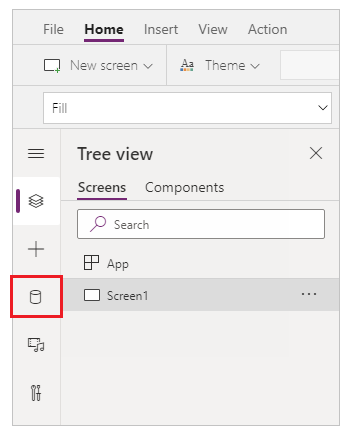 File Home Insert View Action
New screen Theme
Fill
Tree view
Screens Components
Search
App
Screen1